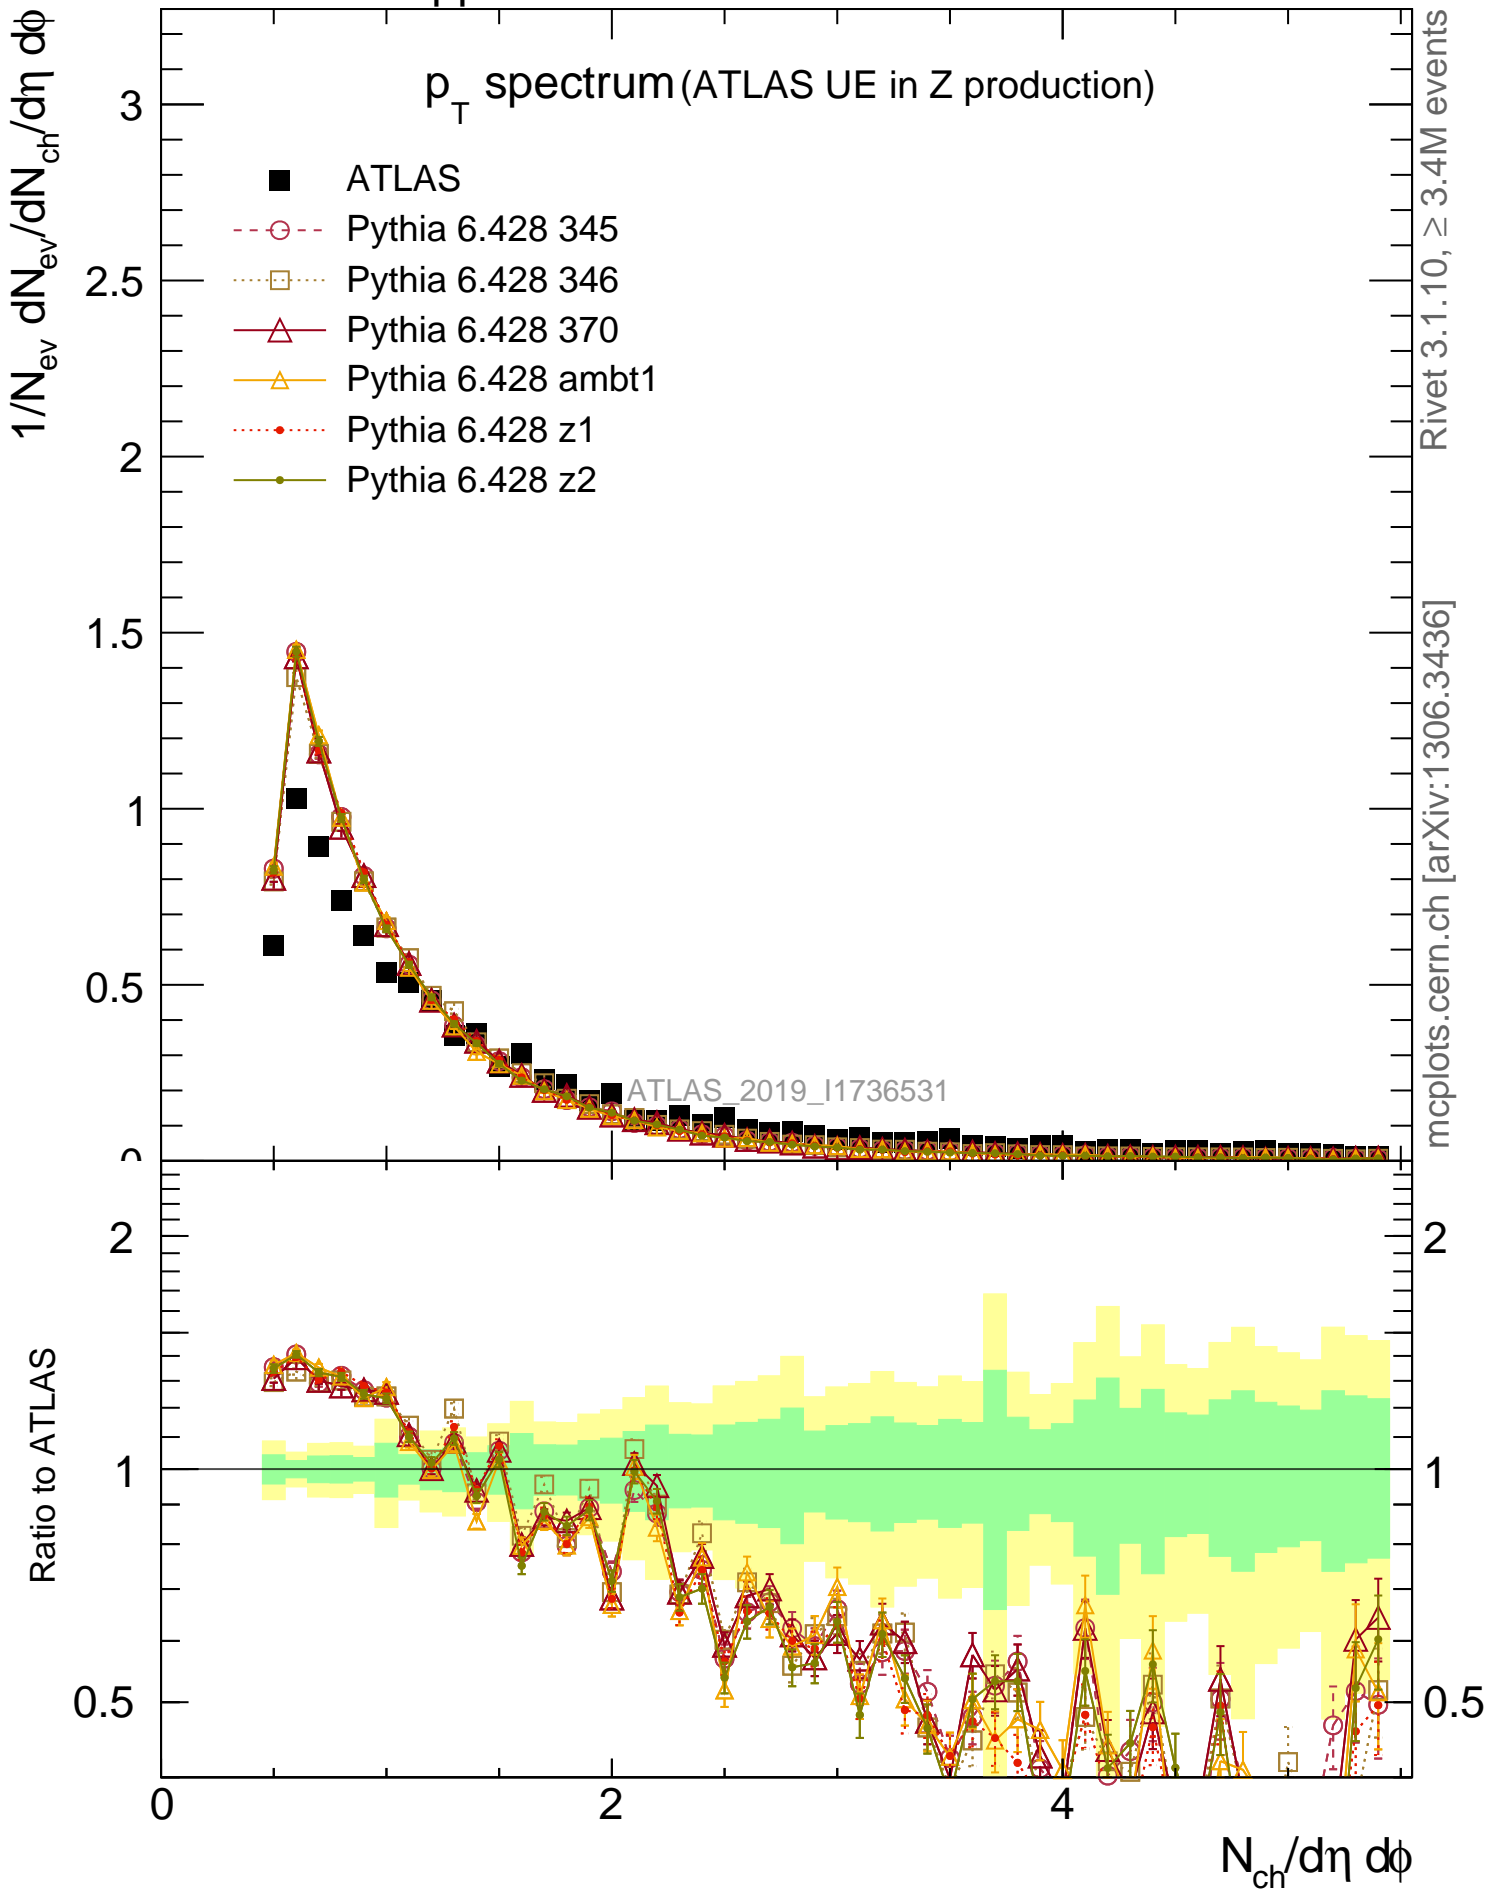 pp
p_T spectrum (ATLAS UE in Z production)
1/N_ev dN_ev/dN_ch/dη dϕ
ATLAS
Pythia 6.428 345
Pythia 6.428 346
Pythia 6.428 370
Pythia 6.428 ambt1
Pythia 6.428 z1
Pythia 6.428 z2
3
2.5
2
1.5
1
0.5
0
ATLAS_2019_I1736531
Rivet 3.1.10, ≥ 3.4M events
mcplots.cern.ch [arXiv:1306.3436]
Ratio to ATLAS
2
1
0.5
2
1
0.5
0
2
4
N_ch/dη dϕ